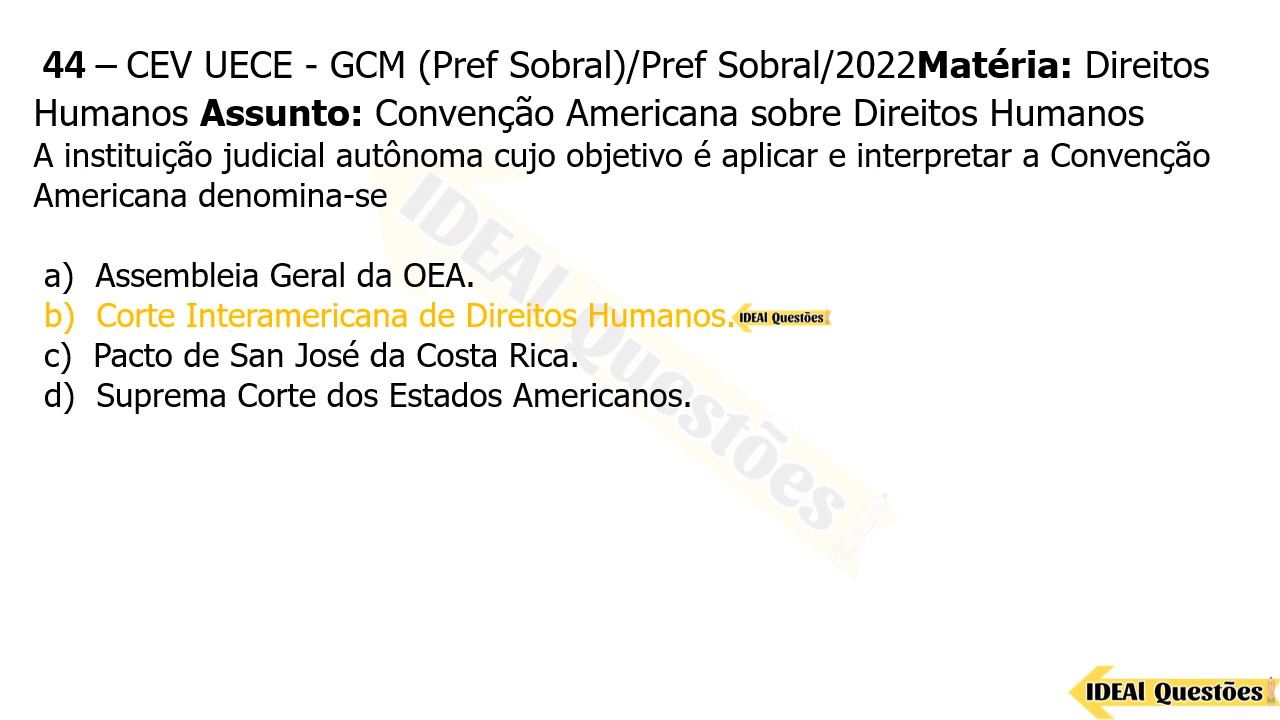 44 – CEV UECE - GCM (Pref Sobral)/Pref Sobral/2022Matéria: Direitos
Humanos Assunto: Convenção Americana sobre Direitos Humanos
A instituição judicial autônoma cujo objetivo é aplicar e interpretar a Convenção
Americana denomina-se
a) Assembleia Geral da OEA.
b) Corte Interamericana de Direitos Humanos. IDEAl Questões
c) Pacto de San José da Costa Rica.
d) Suprema Corte dos Estados Americanos.
IDEAl Questões
IDEAl Questões